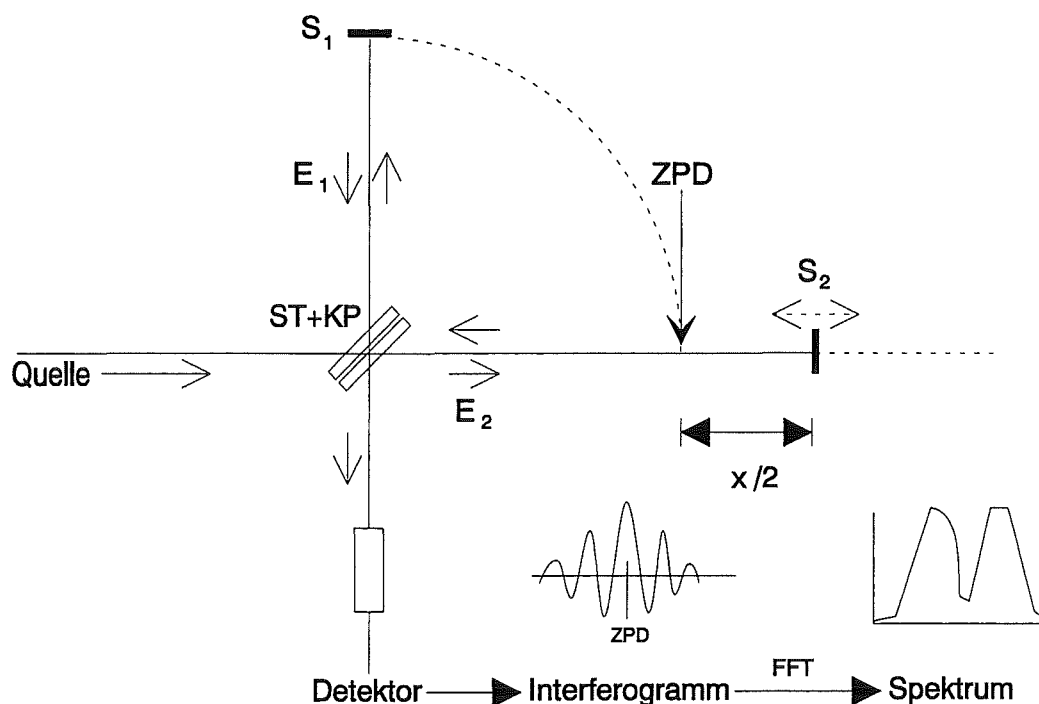 S1
E1
ZPD
S2
ST+KP
Quelle
E2
x/2
ZPD
FFT
Detektor Interferogramm Spektrum